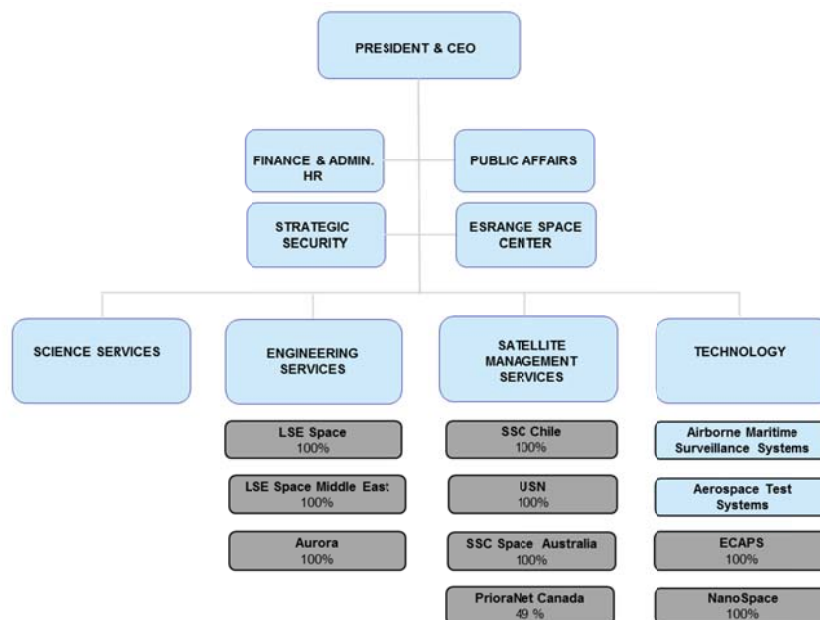 PRESIDENT & CEO
FINANCE & ADMIN.
HR
PUBLIC AFFAIRS
STRATEGIC
SECURITY
ESRANGE SPACE
CENTER
SCIENCE SERVICES
ENGINEERING
SERVICES
SATELLITE
MANAGEMENT
SERVICES
TECHNOLOGY
LSE Space
100%
LSE Space Middle East
100%
Aurora
100%
SSC Chile
100%
USN
100%
SSC Space Australia
100%
PrioraNet Canada
49 %
Airborne Maritime
Surveillance Systems
Aerospace Test
Systems
ECAPS
100%
NanoSpace
100%